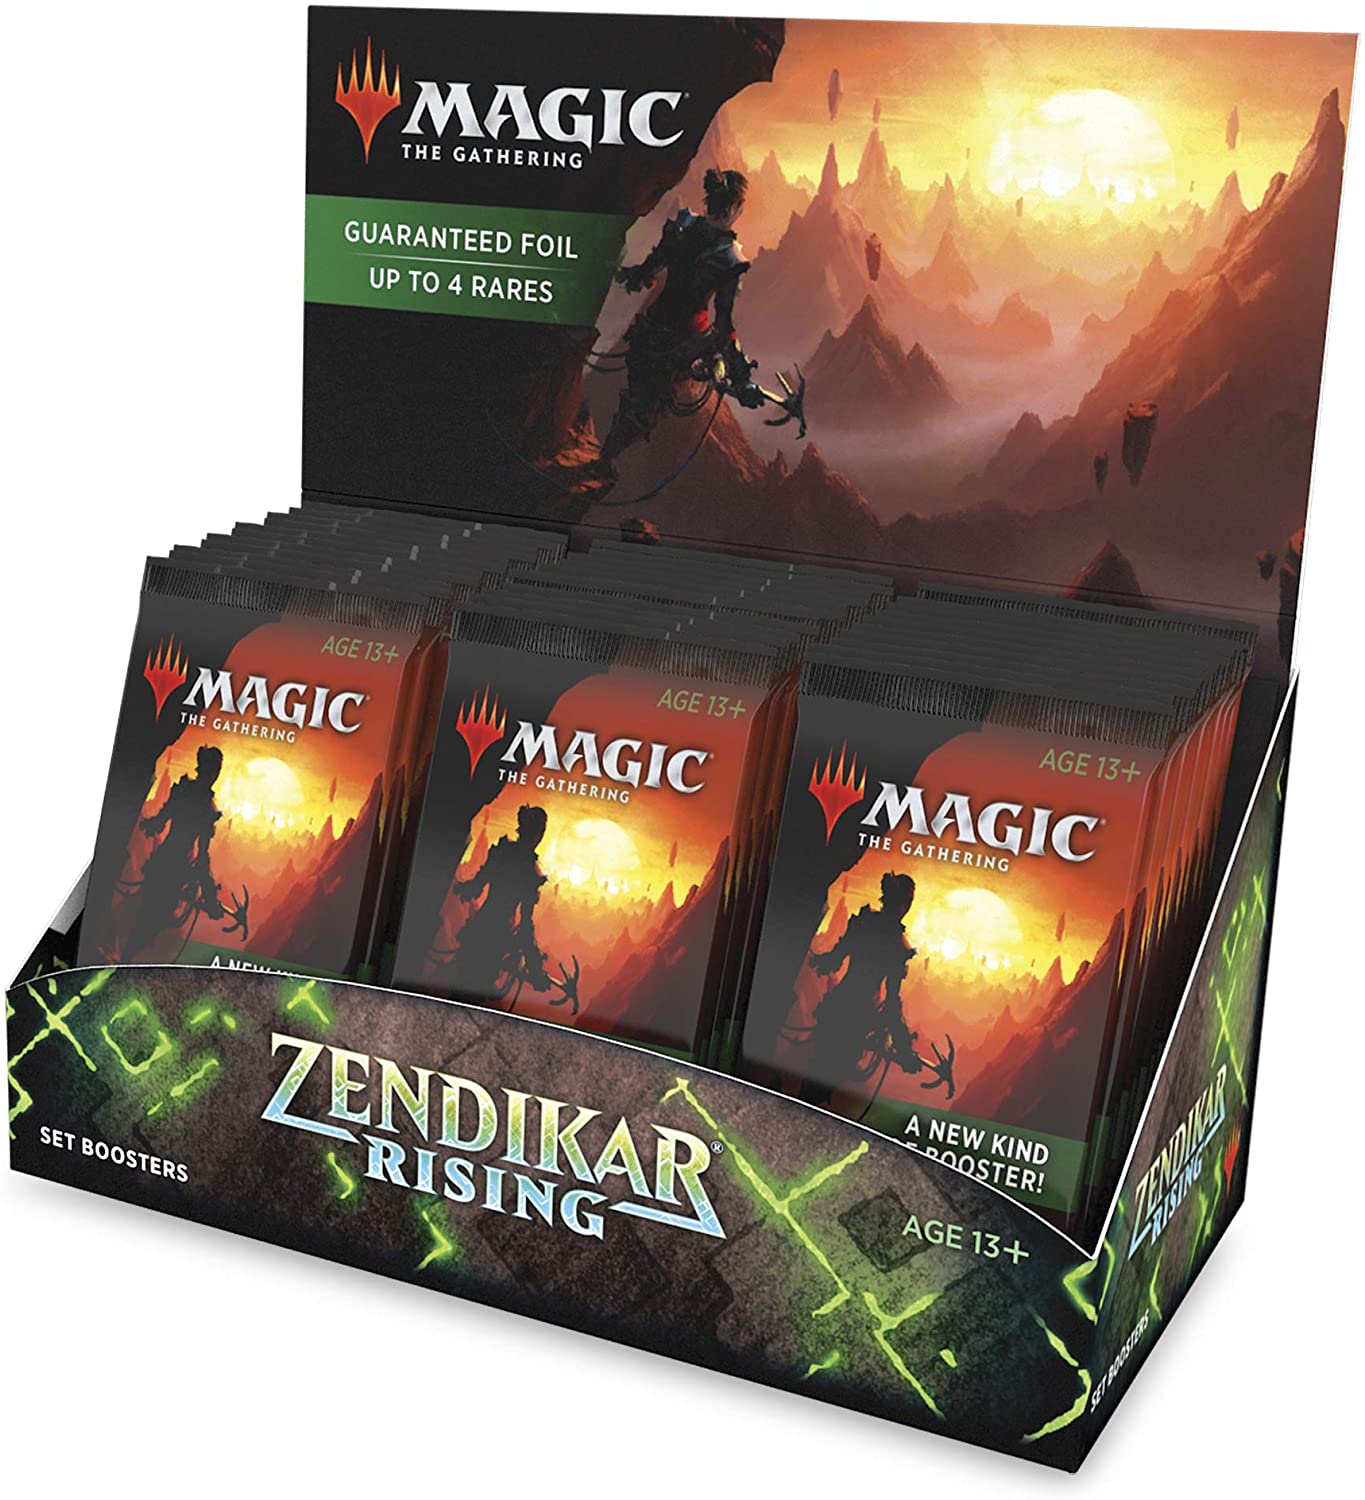 MAGIC
THE GATHERING
GUARANTEED FOIL
UP TO 4 RARES
AGE 13+
MAGIC
THE GATHERING
A NEW
AGE 13+
MAGIC
THE GATHERING
AGE 13+
MAGIC
THE GATHERING
A NEW KIND
BOOSTER!
ZENDIKAR®
RISING
SET BOOSTERS
AGE 13+
ZENDIKAR
RISING
SET BOOSTERS